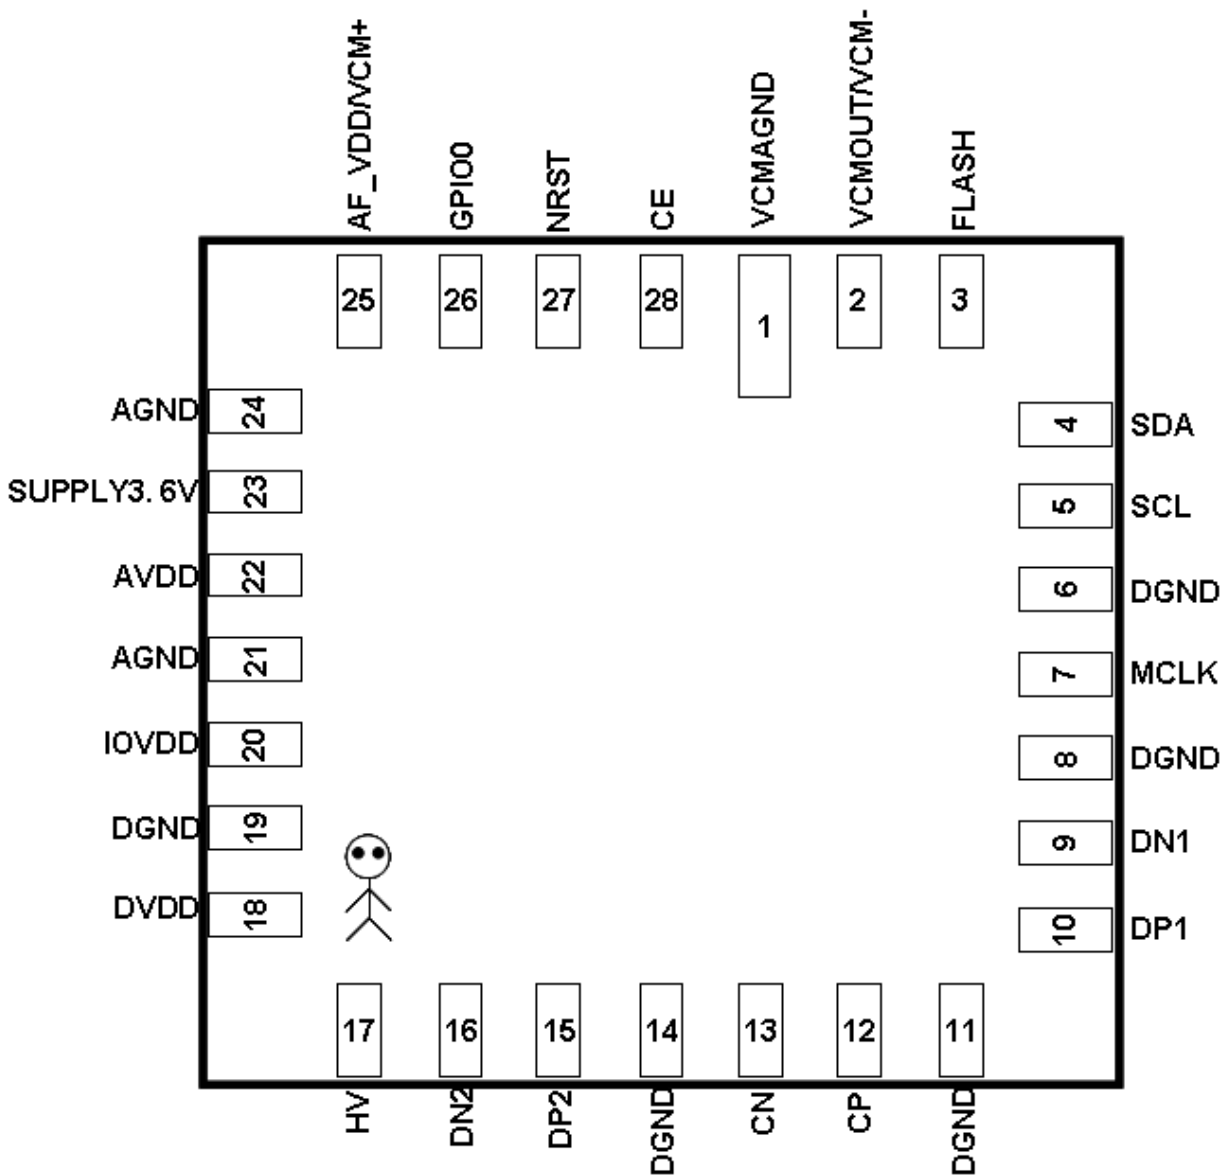 AF_VDD/VCM+ GPIO0 NRST CE VCMAGND VCMOUT/VCM- FLASH
25 26 27 28 1 2 3
AGND 24 4 SDA
SUPPLY3.6V 23 5 SCL
AVDD 22 6 DGND
AGND 21 7 MCLK
IOVDD 20 8 DGND
DGND 19 9 DN1
DVDD 18 10 DP1
17 16 15 14 13 12 11
HV DN2 DP2 DGND CN CP DGND